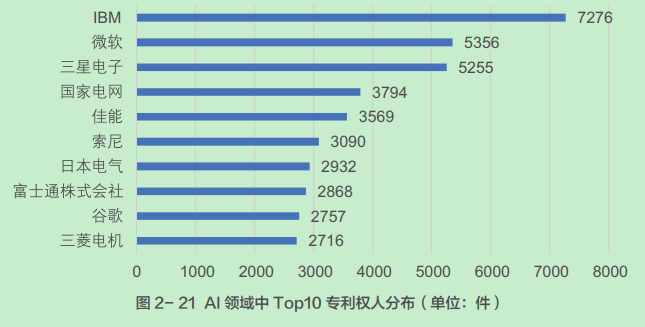 IBM 7276
微软 5356
三星电子 5255
国家电网 3794
佳能 3569
索尼 3090
日本电气 2932
富士通株式会社 2868
谷歌 2757
三菱电机 2716
0 1000 2000 3000 4000 5000 6000 7000 8000
图 2- 21 AI 领域中 Top10 专利权人分布（单位：件）